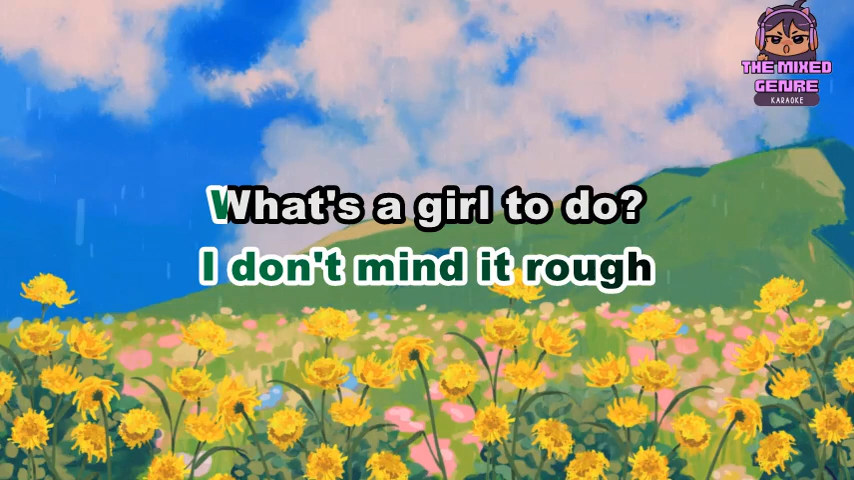 THE MIXED
GENRE
KARAOKE
What's a girl to do?
I don't mind it rough